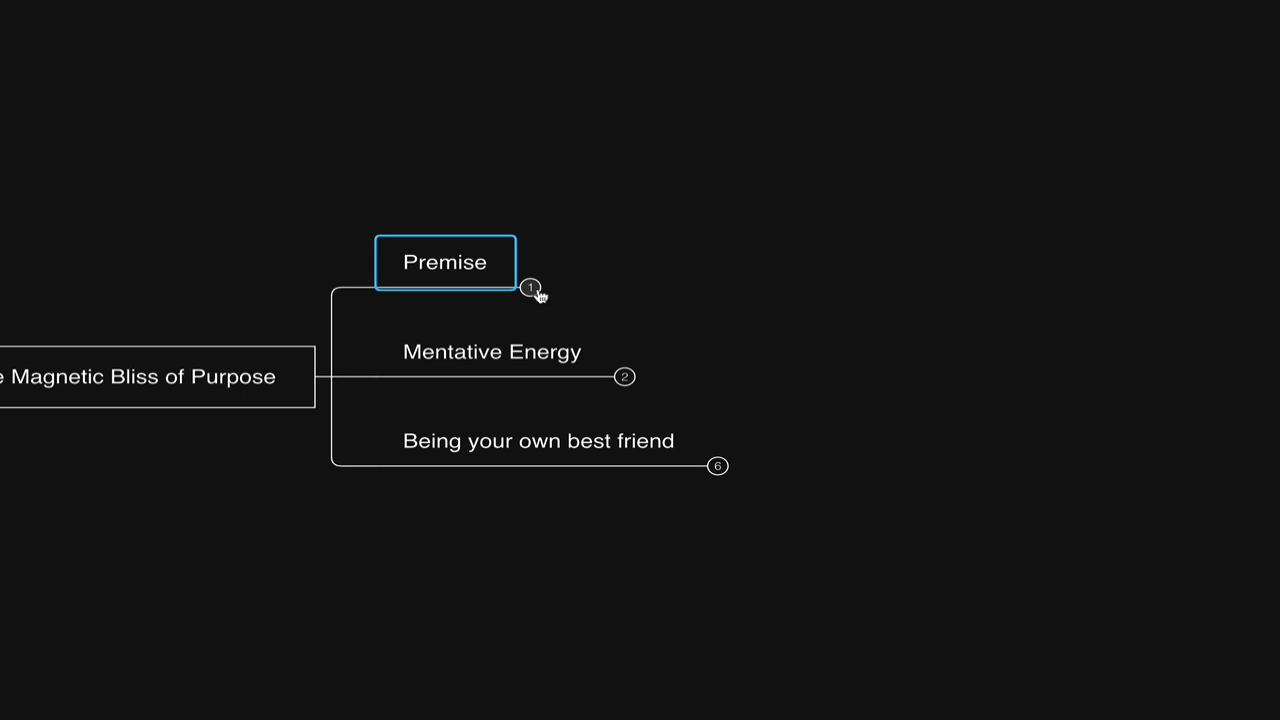 Premise
1
Mentative Energy
2
e Magnetic Bliss of Purpose
Being your own best friend
6